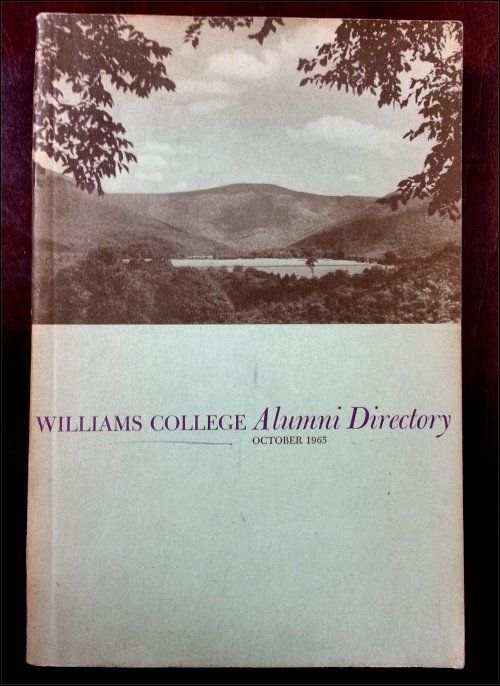 WILLIAMS COLLEGE Alumni Directory
OCTOBER 1965